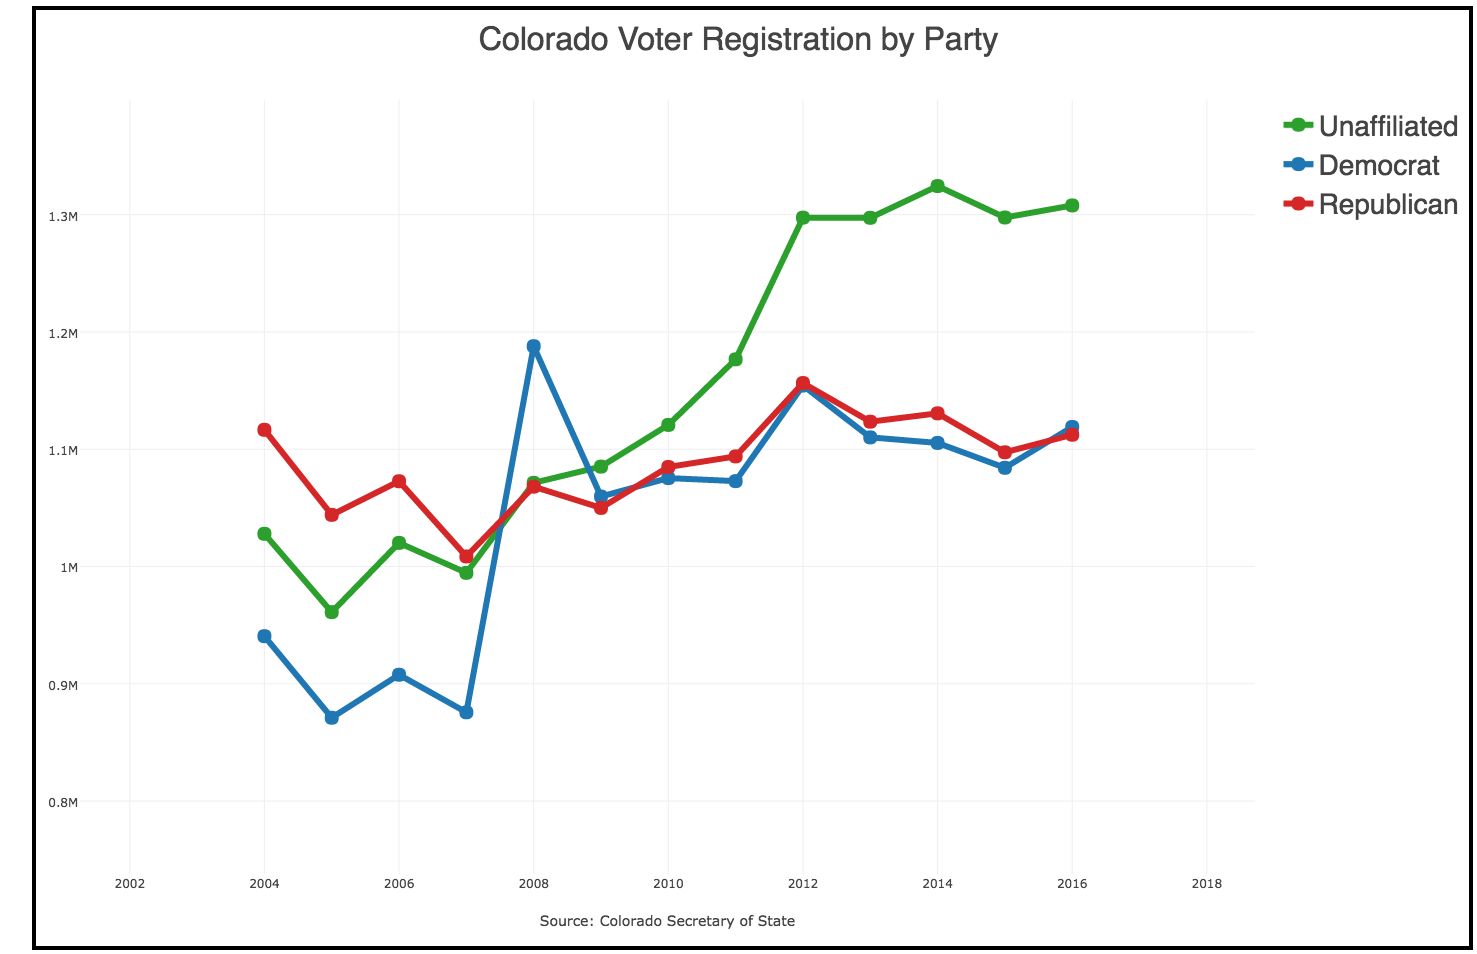 Colorado Voter Registration by Party
Unaffiliated
Democrat
Republican
1.3M
1.2M
1.1M
1M
0.9M
0.8M
2002 2004 2006 2008 2010 2012 2014 2016 2018
Source: Colorado Secretary of State